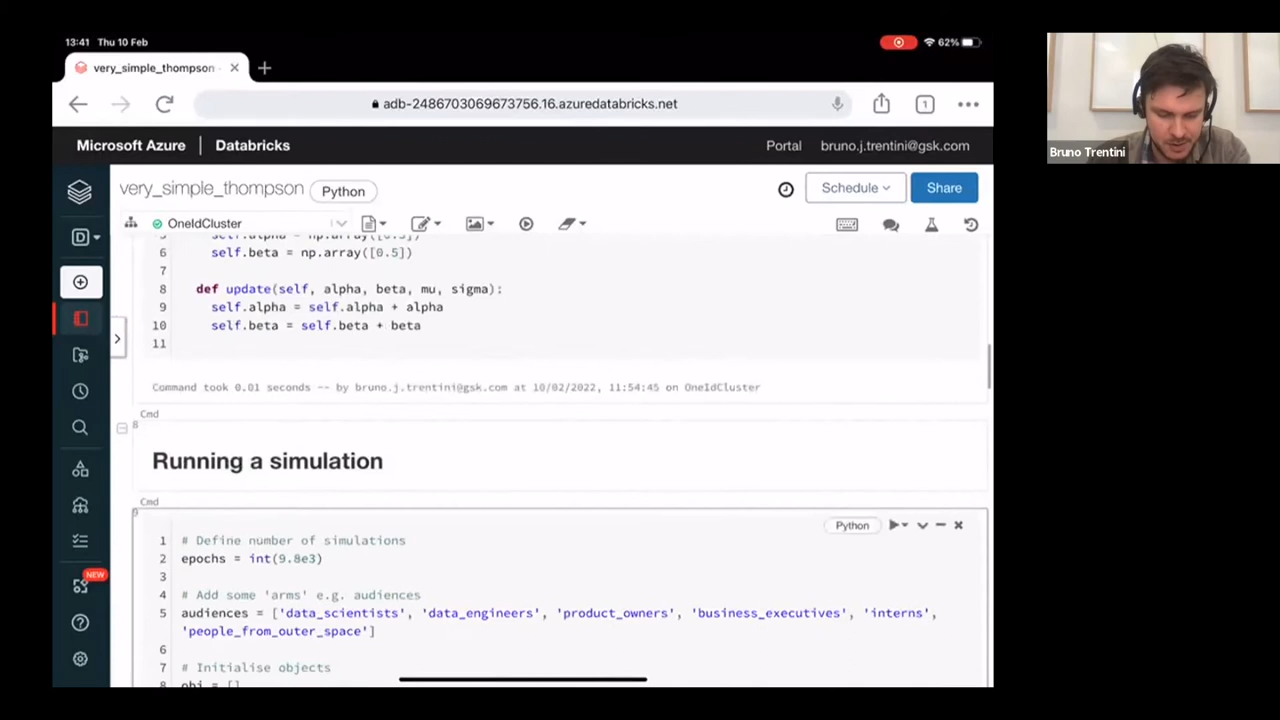 13:41 Thu 10 Feb
62%
very_simple_thompson -
adb-2486703069673756.16.azuredatabricks.net
1
Microsoft Azure | Databricks
Portal bruno.j.trentini@gsk.com
very_simple_thompson Python
Schedule
Share
D
OneIdCluster
6 self.beta = np.array([0.5])
7
8 def update(self, alpha, beta, mu, sigma):
9 self.alpha = self.alpha + alpha
10 self.beta = self.beta + beta
11
Command took 0.01 seconds -- by bruno.j.trentini@gsk.com at 10/02/2022, 11:54:45 on OneIdCluster
Cmd
8
Running a simulation
Cmd
9
Python
1 # Define number of simulations
2 epochs = int(9.8e3)
3
4 # Add some 'arms' e.g. audiences
5 audiences = ['data_scientists', 'data_engineers', 'product_owners', 'business_executives', 'interns',
'people_from_outer_space']
6
7 # Initialise objects
8 obj = []
NEW
Bruno Trentini